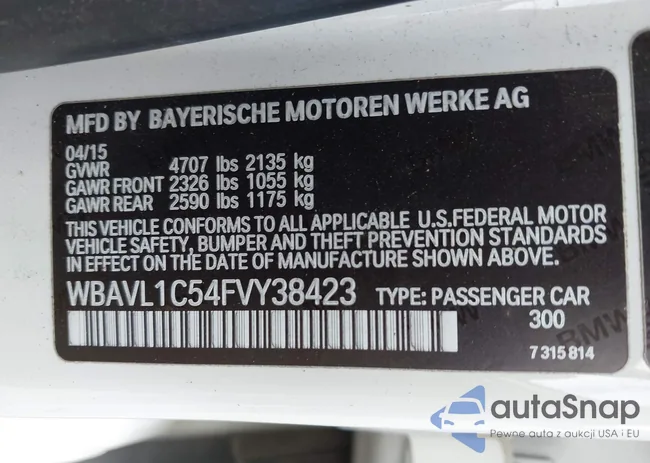 MFD BY BAYERISCHE MOTOREN WERKE AG
04/15
GVWR 4707 lbs 2135 kg
GAWR FRONT 2326 lbs 1055 kg
GAWR REAR 2590 lbs 1175 kg
THIS VEHICLE CONFORMS TO ALL APPLICABLE U.S.FEDERAL MOTOR
VEHICLE SAFETY, BUMPER AND THEFT PREVENTION STANDARDS
IN EFFECT ON THE DATE OF MANUFACTURE SHOWN ABOVE.
WBAVL1C54FVY38423 TYPE: PASSENGER CAR
300
7 315 814
autoSnap
Pewne auta z aukcji USA i EU